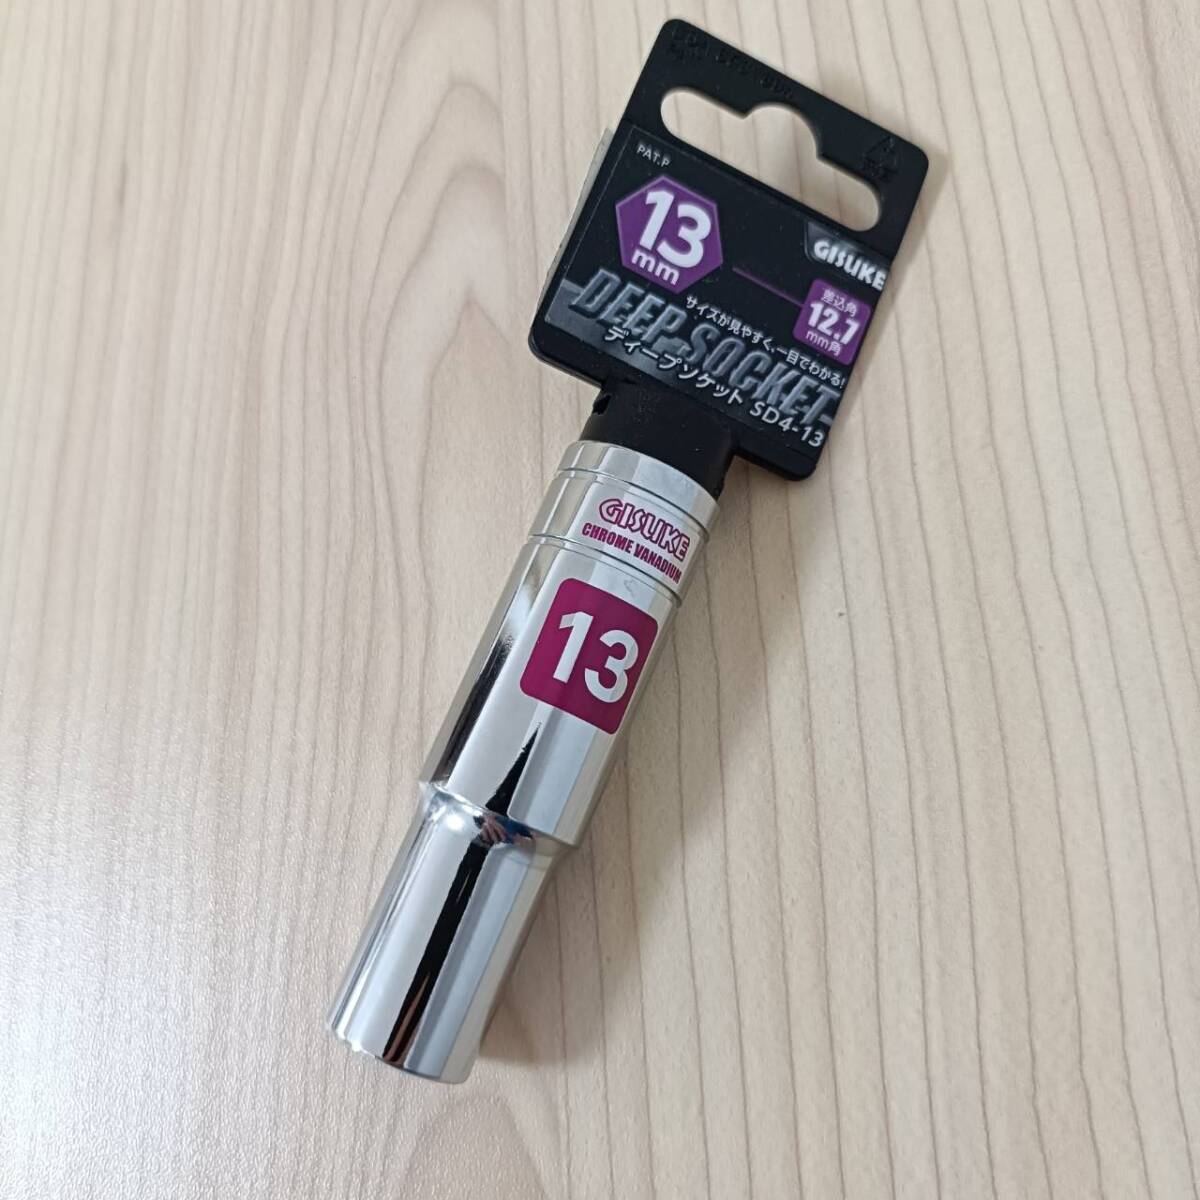 PAT.P
13
mm
GISUKE
差込角
12.7
mm角
サイズが見やすく、一目でわかる!
DEEP SOCKET
ディープソケット SD4-13
GISUKE
CHROME VANADIUM
13